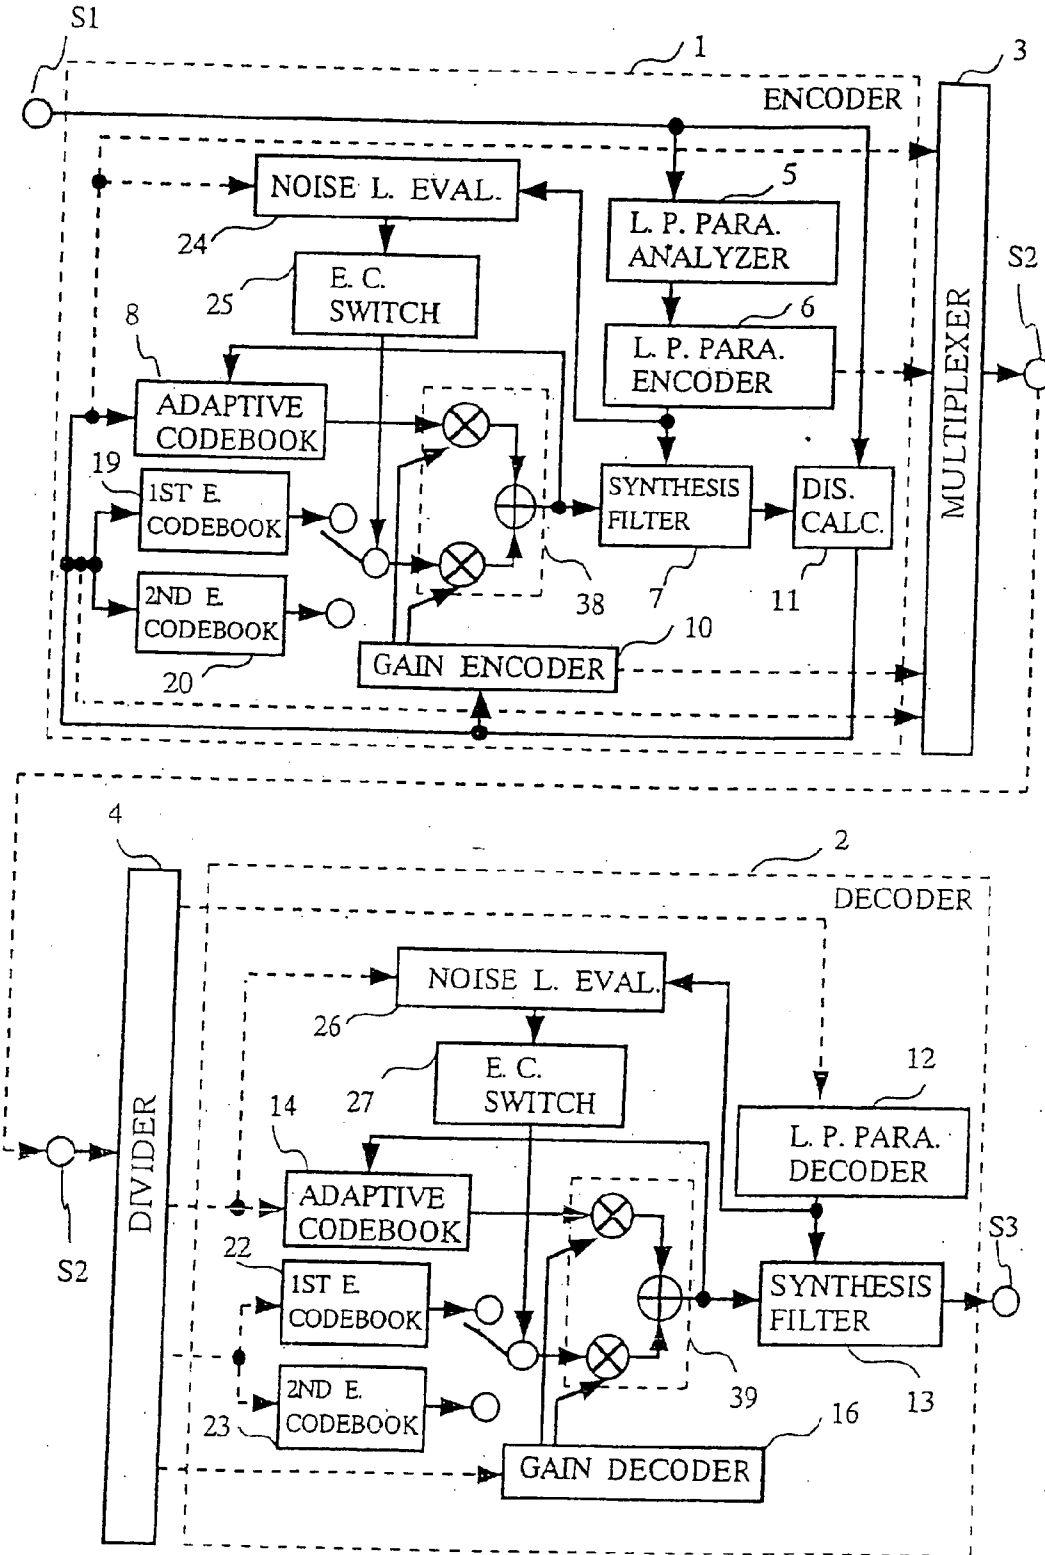 S1
1
3
ENCODER
NOISE L. EVAL.
24
5
L. P. PARA.
ANALYZER
S2
25
E. C.
SWITCH
6
L. P. PARA.
ENCODER
MULTIPLEXER
8
ADAPTIVE
CODEBOOK
19
1ST E.
CODEBOOK
SYNTHESIS
FILTER
DIS.
CALC.
2ND E.
CODEBOOK
38
7
11
20
10
GAIN ENCODER
4
2
DECODER
NOISE L. EVAL.
26
27
E. C.
SWITCH
12
L. P. PARA.
DECODER
DIVIDER
14
ADAPTIVE
CODEBOOK
S2
22
1ST E.
CODEBOOK
S3
SYNTHESIS
FILTER
2ND E.
CODEBOOK
23
39
13
16
GAIN DECODER